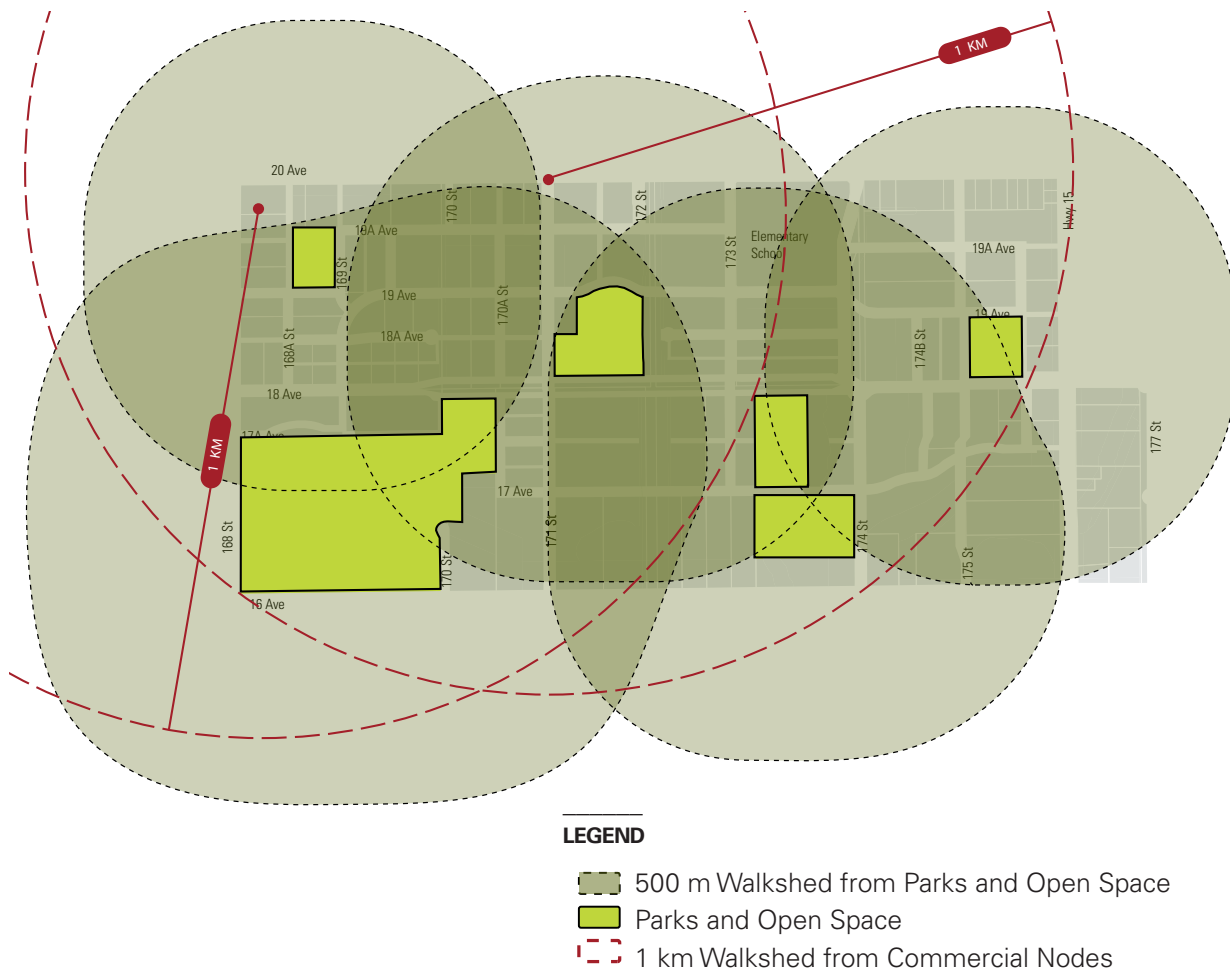 1 KM
20 Ave
170 St
172 St
Hwy 15
19A Ave
Elementary
School
173 St
19A Ave
169 St
19 Ave
170A St
19 Ave
168A St
18A Ave
174B St
18 Ave
177 St
17A Ave
1 KM
17 Ave
168 St
171 St
174 St
170 St
175 St
16 Ave
LEGEND
500 m Walkshed from Parks and Open Space
Parks and Open Space
1 km Walkshed from Commercial Nodes